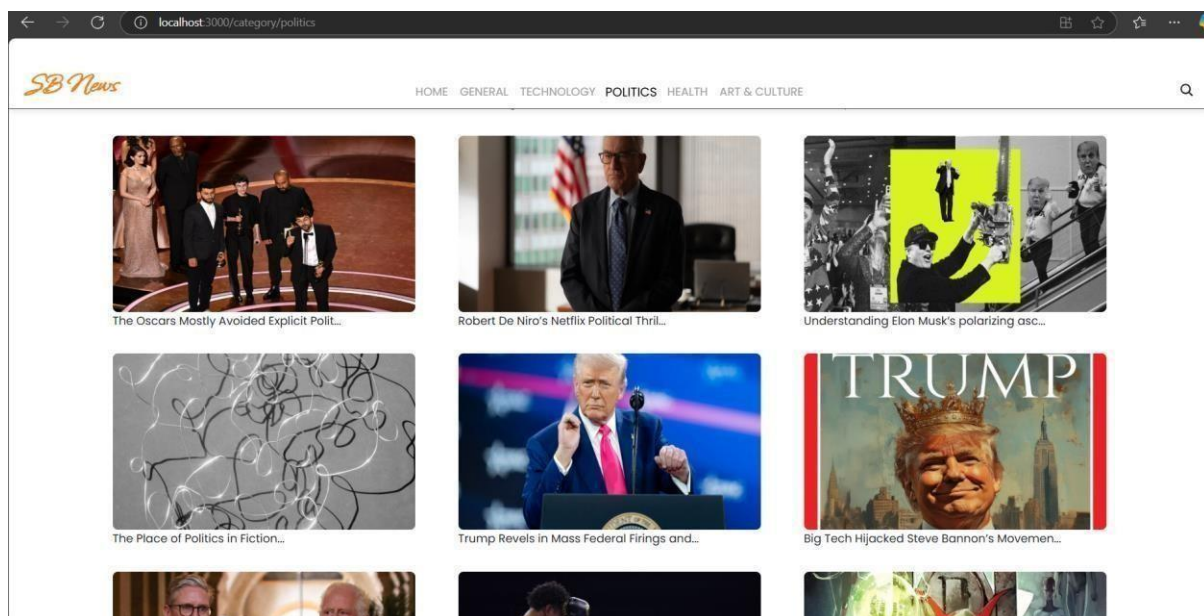 localhost:3000/category/politics
SB News
HOME GENERAL TECHNOLOGY POLITICS HEALTH ART & CULTURE
The Oscars Mostly Avoided Explicit Polit...
Robert De Niro's Netflix Political Thril...
Understanding Elon Musk's polarizing asc...
TRUMP
The Place of Politics in Fiction...
Trump Revels in Mass Federal Firings and...
Big Tech Hijacked Steve Bannon's Movemen...